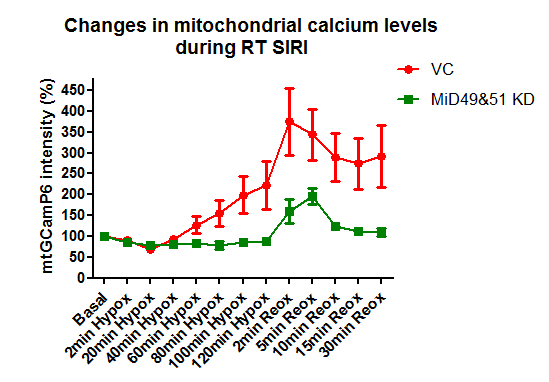 Changes in mitochondrial calcium levels
during RT SIRI
VC
MiD49&51 KD
mtGCamP6 intensity (%)
450
400
350
300
250
200
150
100
50
0
Basal
2min Hypox
20min Hypox
40min Hypox
60min Hypox
80min Hypox
100min Hypox
120min Hypox
2min Reox
5min Reox
10min Reox
15min Reox
30min Reox